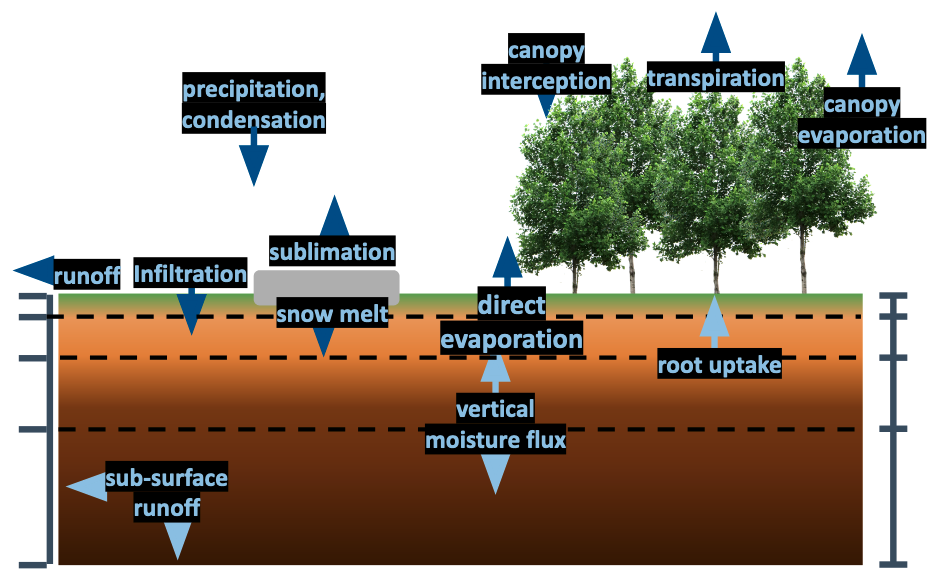 canopy
interception
transpiration
precipitation,
condensation
canopy
evaporation
sublimation
runoff
Infiltration
snow melt
direct
evaporation
root uptake
vertical
moisture flux
sub-surface
runoff